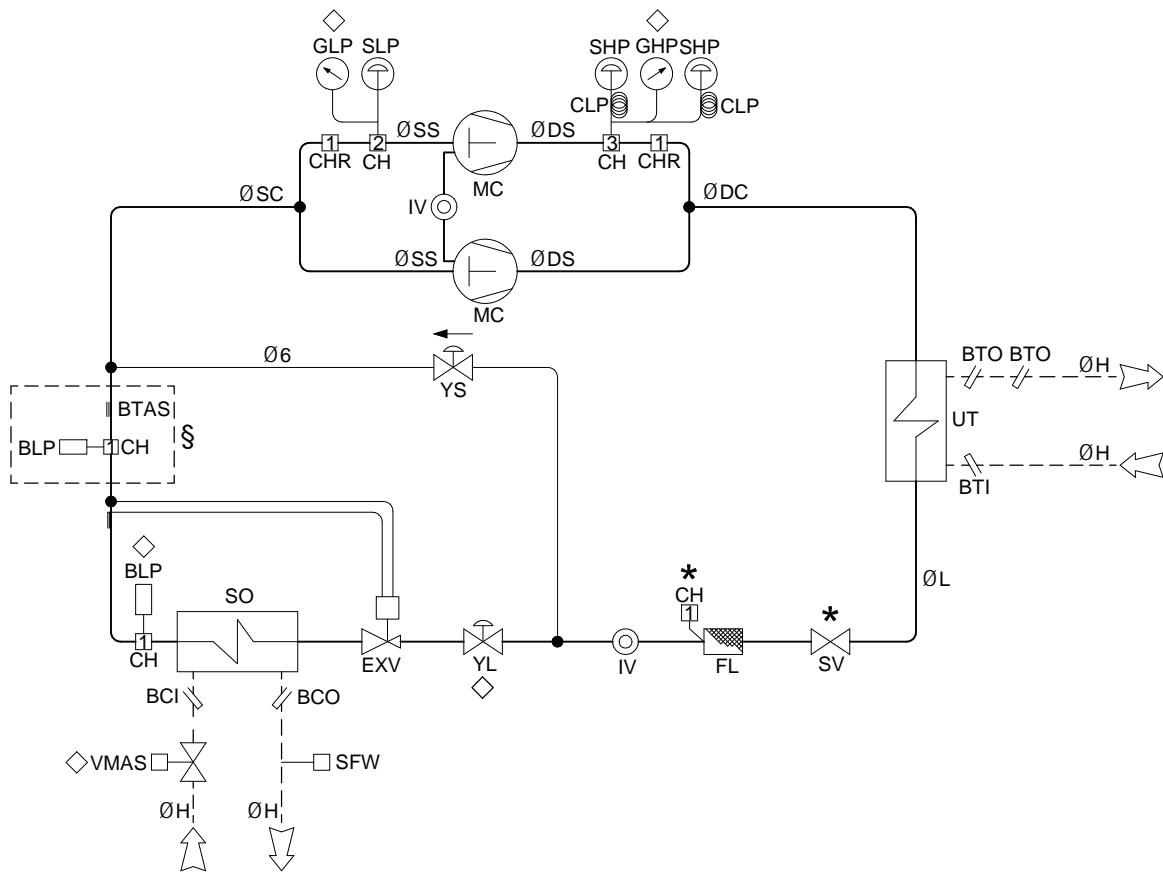 ◇ ◇
GLP SLP SHP GHP SHP
CLP CLP
ØSS ØDS
1 2 3 1
CHR CH CH CHR
MC
ØSC IV ØDC
ØSS ØDS
MC
Ø6
YS
BTO BTO ØH
BTAS
UT
BLP 1 CH §
ØH
BTI
◇
BLP
ØL
SO
* CH 1
*
1
CH
EXV YL IV FL SV
◇
BCI BCO
◇ VMAS SFW
ØH ØH